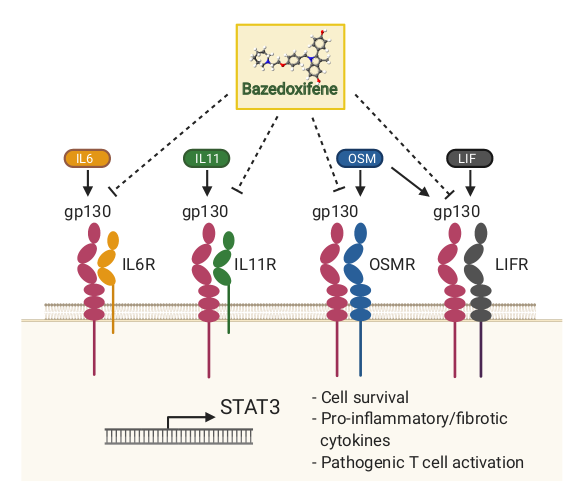 Bazedoxifene
IL6
IL11
OSM
LIF
gp130
gp130
gp130
gp130
IL6R
IL11R
OSMR
LIFR
STAT3
- Cell survival
- Pro-inflammatory/fibrotic
cytokines
- Pathogenic T cell activation